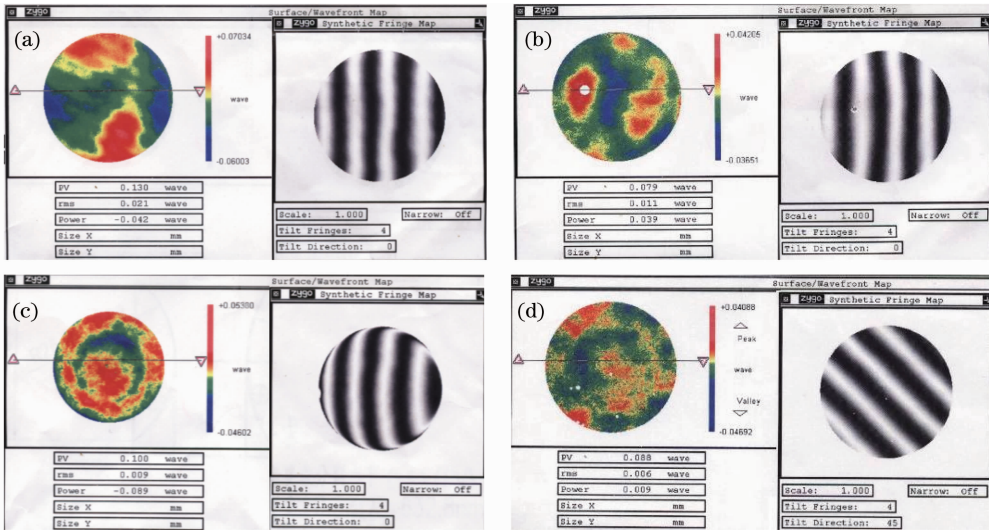 (a)
zygo Surface/Wavefront Map
+0.07034
wave
-0.06003
PV 0.130 wave
rms 0.021 wave
Power -0.042 wave
Size X mm
Size Y mm
zygo Synthetic Fringe Map
Scale: 1.000 Narrow: Off
Tilt Fringes: 4
Tilt Direction: 0
(b)
zygo Surface/Wavefront Map
+0.04205
wave
-0.03651
PV 0.079 wave
rms 0.011 wave
Power 0.039 wave
Size X mm
Size Y mm
zygo Synthetic Fringe Map
Scale: 1.000 Narrow: Off
Tilt Fringes: 4
Tilt Direction: 0
(c)
zygo Surface/Wavefront Map
wave
-0.04602
PV 0.100 wave
rms 0.009 wave
Power -0.089 wave
Size X mm
Size Y mm
zygo Synthetic Fringe Map
Scale: 1.000 Narrow: Off
Tilt Fringes: 4
Tilt Direction: 0
(d)
zygo Surface/Wavefront Map
+0.04088
Peak
wave
Valley
-0.04692
PV 0.088 wave
rms 0.006 wave
Power 0.009 wave
Size X mm
Size Y mm
zygo Synthetic Fringe Map
Scale: 1.000 Narrow: Off
Tilt Fringes: 4
Tilt Direction: 45